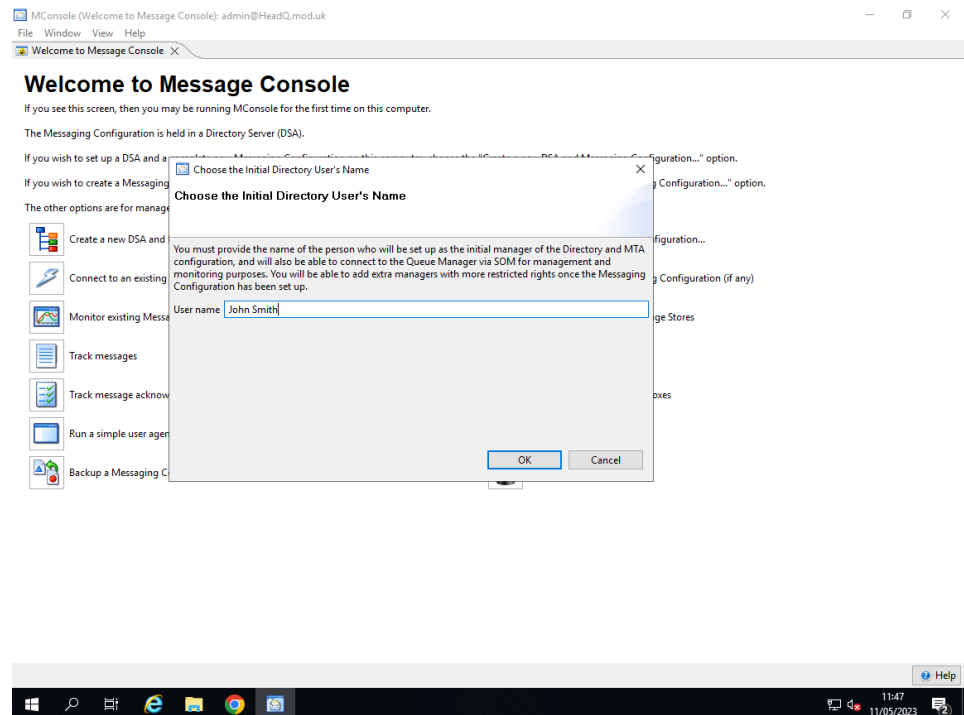 MConsole (Welcome to Message Console): admin@HeadQ.mod.uk
File Window View Help
Welcome to Message Console
Welcome to Message Console
If you see this screen, then you may be running MConsole for the first time on this computer.
The Messaging Configuration is held in a Directory Server (DSA).
If you wish to set up a DSA and a
figuration..." option.
If you wish to create a Messaging
g Configuration..." option.
The other options are for manage
Create a new DSA and
figuration...
Connect to an existing
g Configuration (if any)
Monitor existing Messa
ge Stores
Track messages
Track message acknow
oxes
Run a simple user agen
Backup a Messaging C
Choose the Initial Directory User's Name
Choose the Initial Directory User's Name
You must provide the name of the person who will be set up as the initial manager of the Directory and MTA
configuration, and will also be able to connect to the Queue Manager via SOM for management and
monitoring purposes. You will be able to add extra managers with more restricted rights once the Messaging
Configuration has been set up.
User name John Smith
OK Cancel
Help
11:47
11/05/2023
2